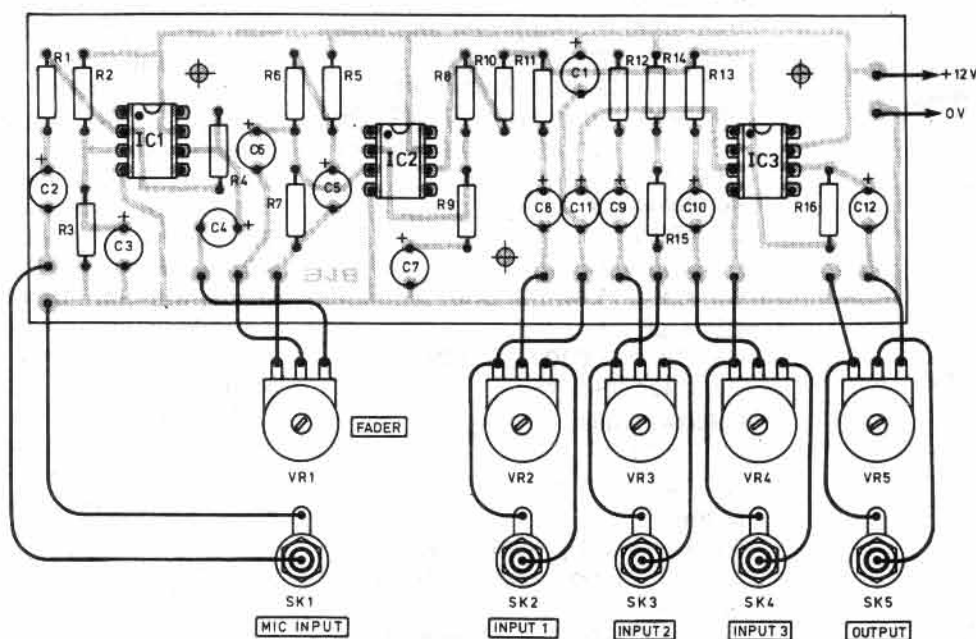 R1
R2
R6
R5
R8
R10
R11
C1
R12
R14
R13
+12V
0V
IC1
R4
C6
IC2
IC3
C2
C5
R3
C3
C4
R7
R9
C8
C11
C9
R15
C10
R16
C12
C7
FADER
VR1
VR2
VR3
VR4
VR5
SK1
SK2
SK3
SK4
SK5
MIC INPUT
INPUT 1
INPUT 2
INPUT 3
OUTPUT